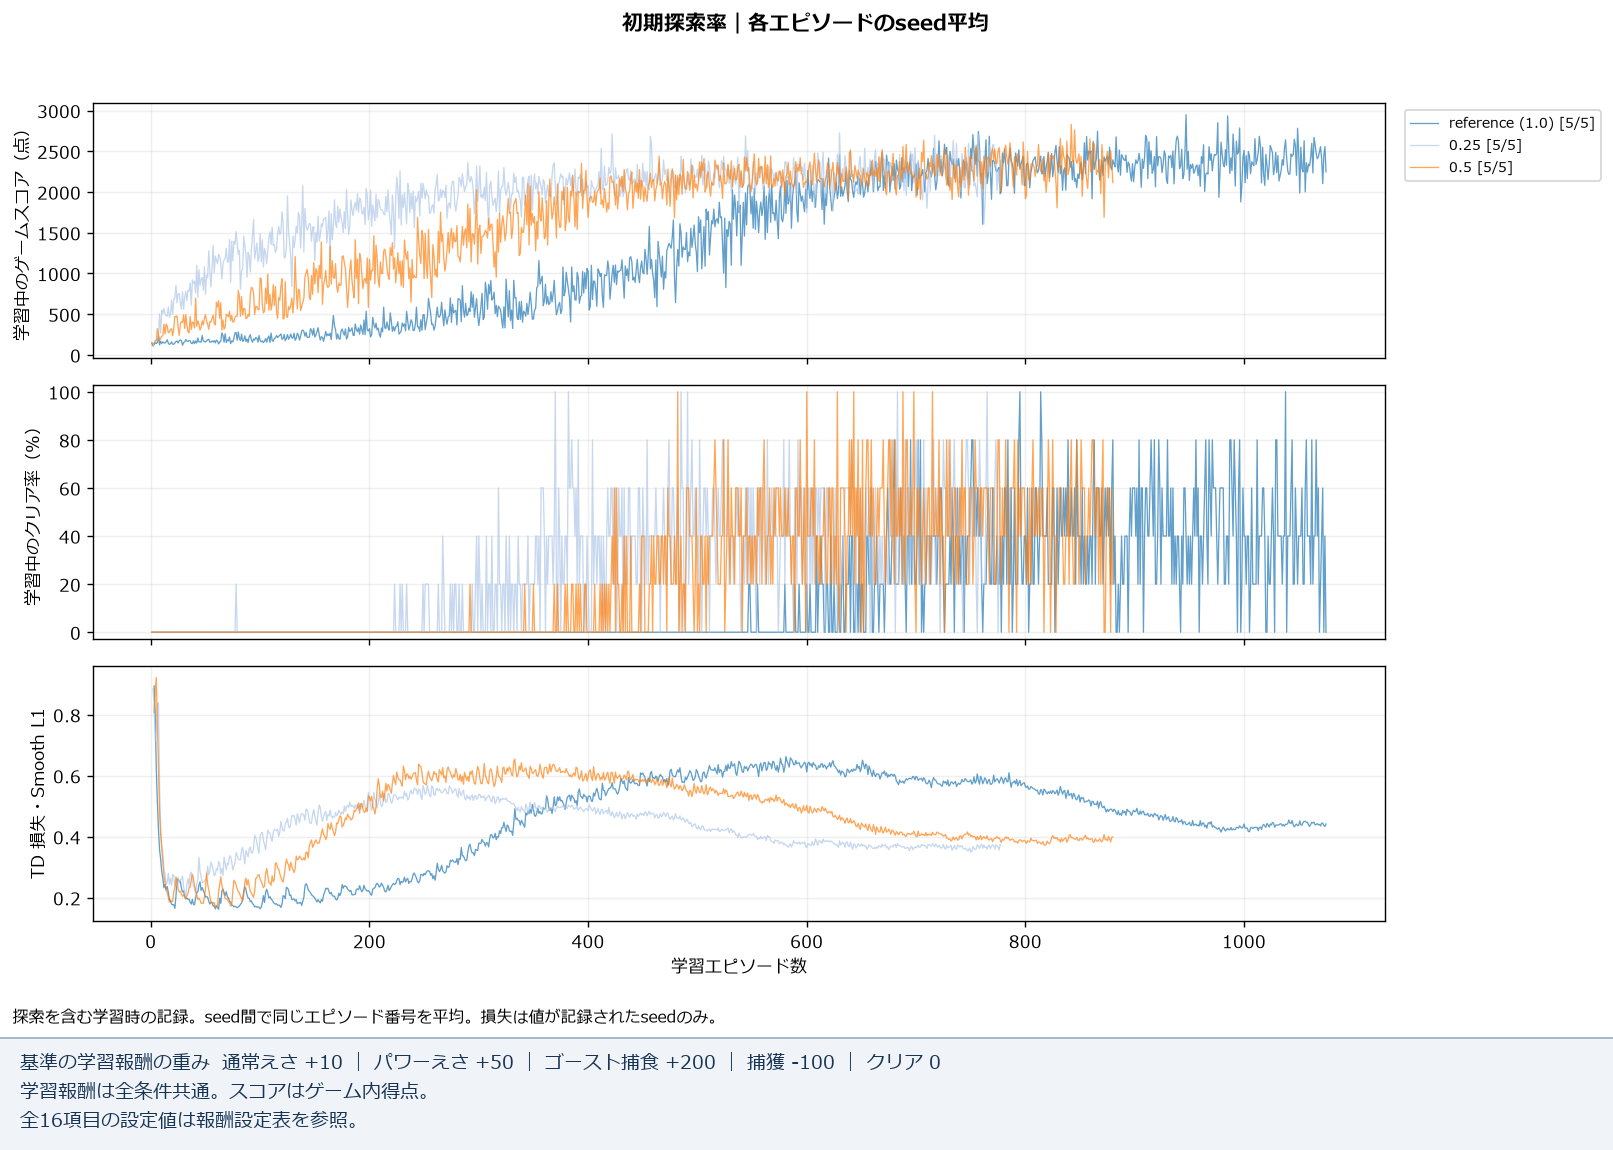 初期探索率｜各エピソードのseed平均
学習中のゲームスコア（点）
3000
2500
2000
1500
1000
500
0
reference (1.0) [5/5]
0.25 [5/5]
0.5 [5/5]
学習中のクリア率（%）
100
80
60
40
20
0
TD 損失・Smooth L1
0.8
0.6
0.4
0.2
0 200 400 600 800 1000
学習エピソード数
探索を含む学習時の記録。seed間で同じエピソード番号を平均。損失は値が記録されたseedのみ。
基準の学習報酬の重み 通常えさ +10 ｜ パワーえさ +50 ｜ ゴースト捕食 +200 ｜ 捕獲 -100 ｜ クリア 0
学習報酬は全条件共通。スコアはゲーム内得点。
全16項目の設定値は報酬設定表を参照。